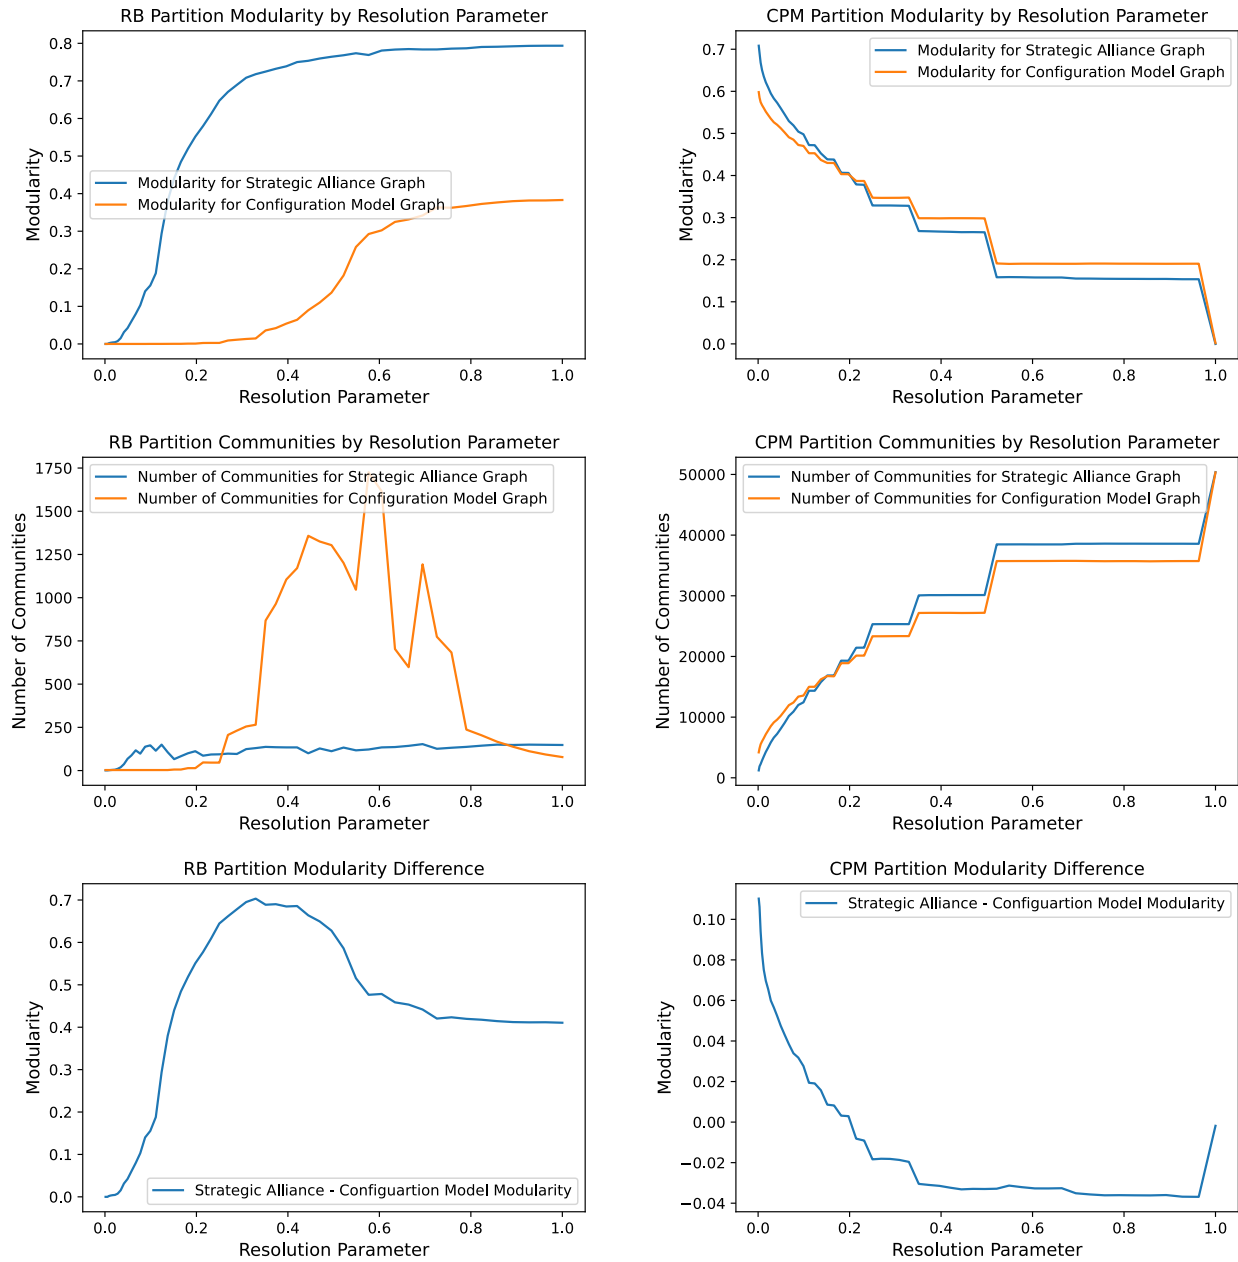 RB Partition Modularity by Resolution Parameter
0.8
0.7
0.6
0.5
0.4
0.3
0.2
0.1
0.0
Modularity
Modularity for Strategic Alliance Graph
Modularity for Configuration Model Graph
0.0 0.2 0.4 0.6 0.8 1.0
Resolution Parameter
CPM Partition Modularity by Resolution Parameter
0.7
0.6
0.5
0.4
0.3
0.2
0.1
0.0
Modularity
Modularity for Strategic Alliance Graph
Modularity for Configuration Model Graph
0.0 0.2 0.4 0.6 0.8 1.0
Resolution Parameter
RB Partition Communities by Resolution Parameter
1750
1500
1250
1000
750
500
250
0
Number of Communities
Number of Communities for Strategic Alliance Graph
Number of Communities for Configuration Model Graph
0.0 0.2 0.4 0.6 0.8 1.0
Resolution Parameter
CPM Partition Communities by Resolution Parameter
50000
40000
30000
20000
10000
0
Number of Communities
Number of Communities for Strategic Alliance Graph
Number of Communities for Configuration Model Graph
0.0 0.2 0.4 0.6 0.8 1.0
Resolution Parameter
RB Partition Modularity Difference
0.7
0.6
0.5
0.4
0.3
0.2
0.1
0.0
Modularity
Strategic Alliance - Configuartion Model Modularity
0.0 0.2 0.4 0.6 0.8 1.0
Resolution Parameter
CPM Partition Modularity Difference
0.10
0.08
0.06
0.04
0.02
0.00
−0.02
−0.04
Modularity
Strategic Alliance - Configuartion Model Modularity
0.0 0.2 0.4 0.6 0.8 1.0
Resolution Parameter